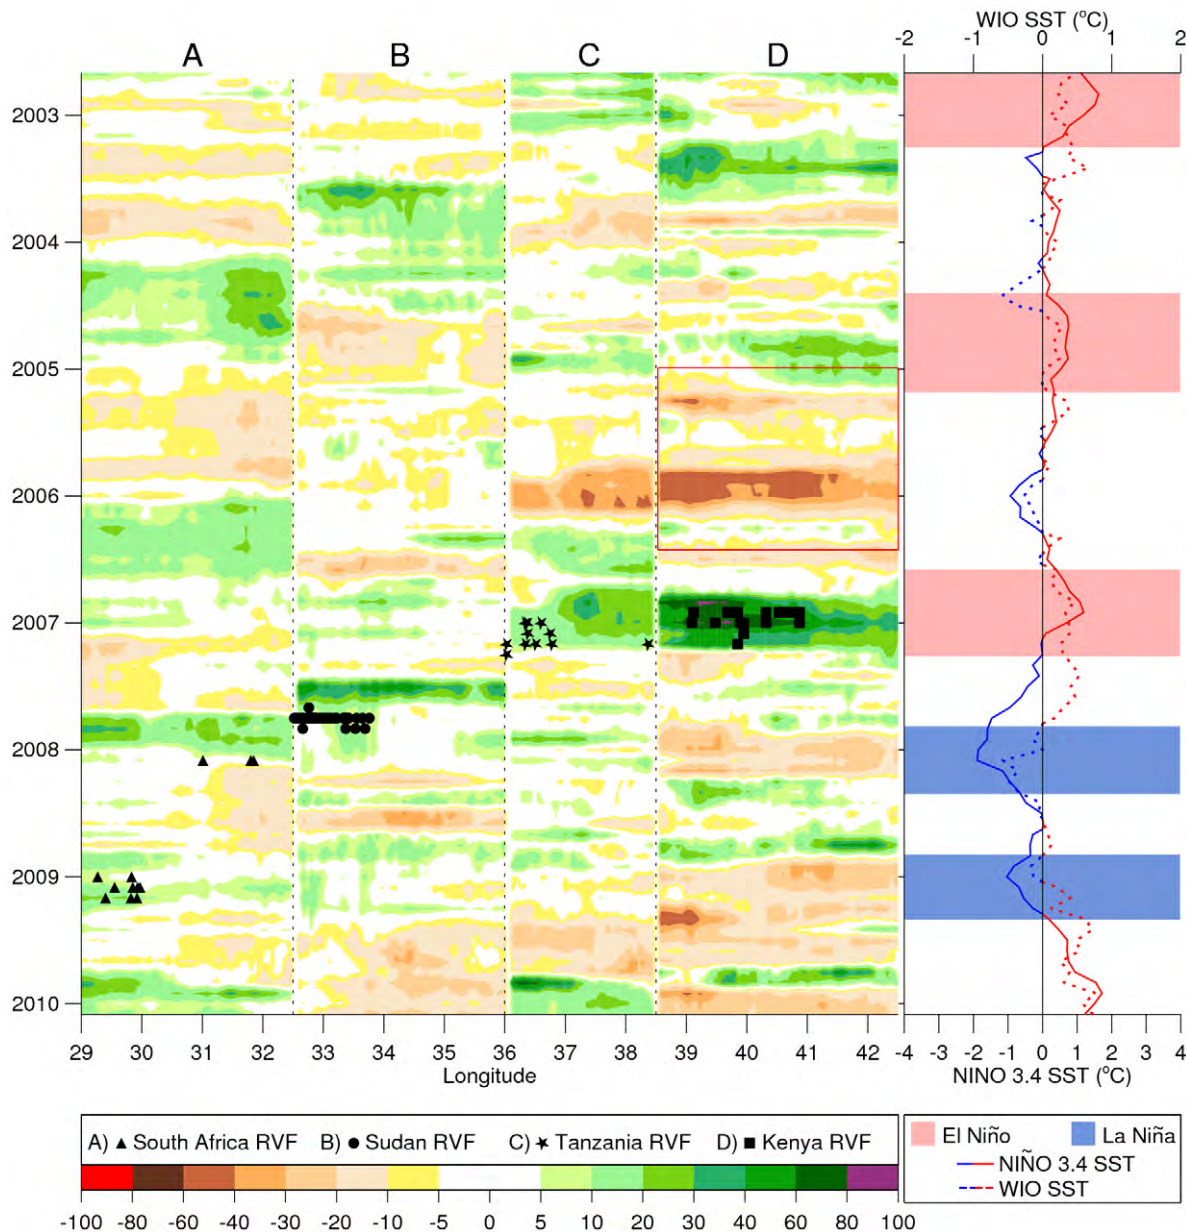 WIO SST (°C)
-2 -1 0 1 2
A B C D
2003
2004
2005
2006
2007
2008
2009
2010
29 30 31 32 33 34 35 36 37 38 39 40 41 42
Longitude
-4 -3 -2 -1 0 1 2 3 4
NINO 3.4 SST (°C)
A) ▲ South Africa RVF B) ● Sudan RVF C) ★ Tanzania RVF D) ■ Kenya RVF
-100 -80 -60 -40 -30 -20 -10 -5 0 5 10 20 30 40 60 80 100
El Niño La Niña
NIÑO 3.4 SST
WIO SST